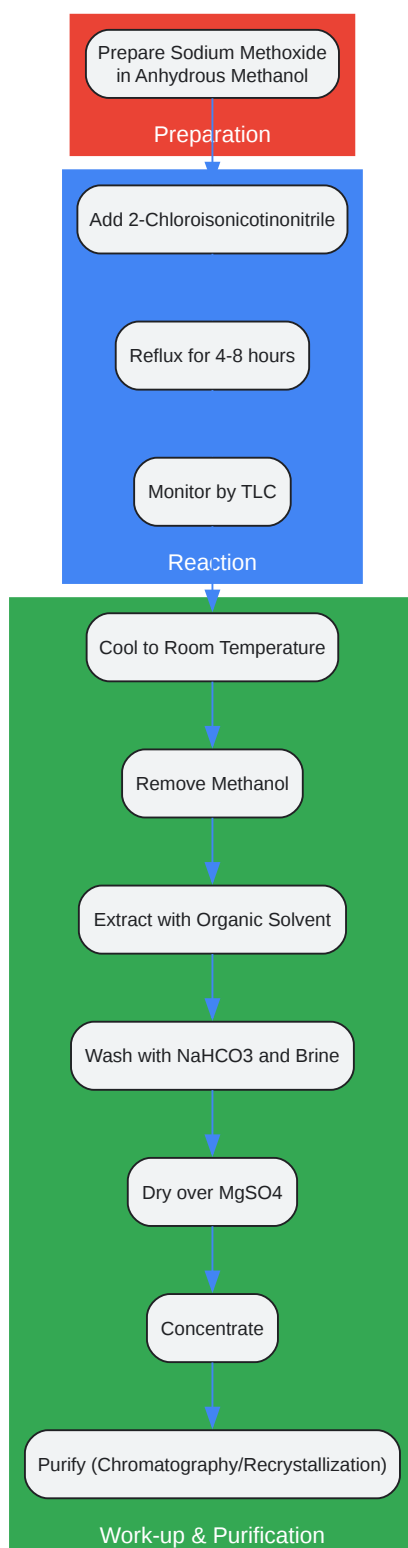 Prepare Sodium Methoxide
in Anhydrous Methanol
Preparation
Add 2-Chloroisonicotinonitrile
Reflux for 4-8 hours
Monitor by TLC
Reaction
Cool to Room Temperature
Remove Methanol
Extract with Organic Solvent
Wash with NaHCO3 and Brine
Dry over MgSO4
Concentrate
Purify (Chromatography/Recrystallization)
Work-up & Purification